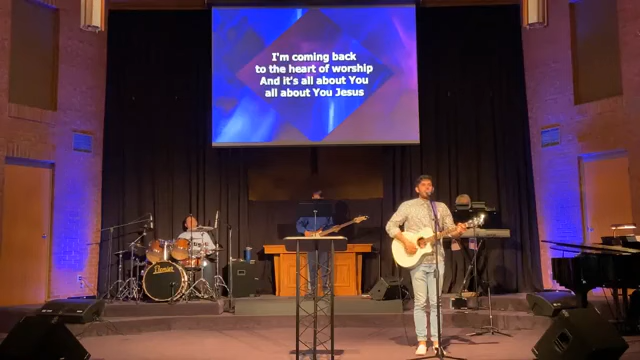 I'm coming back
to the heart of worship
And it's all about You
all about You Jesus